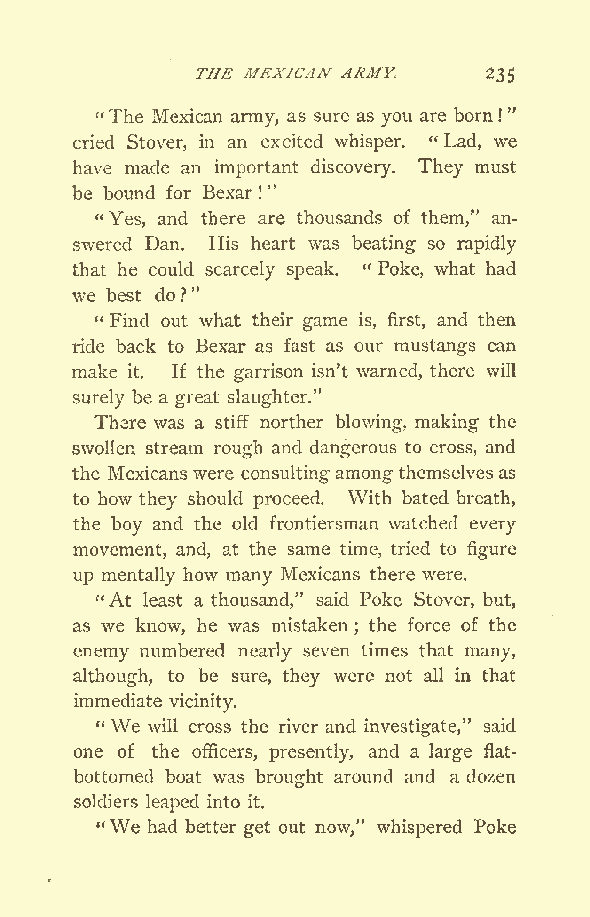 THE MEXICAN ARMY. 235
"The Mexican army, as sure as you are born!"
cried Stover, in an excited whisper. "Lad, we
have made an important discovery. They must
be bound for Bexar!"
"Yes, and there are thousands of them," an-
swered Dan. His heart was beating so rapidly
that he could scarcely speak. "Poke, what had
we best do?"
"Find out what their game is, first, and then
ride back to Bexar as fast as our mustangs can
make it. If the garrison isn't warned, there will
surely be a great slaughter."
There was a stiff norther blowing, making the
swollen stream rough and dangerous to cross, and
the Mexicans were consulting among themselves as
to how they should proceed. With bated breath,
the boy and the old frontiersman watched every
movement, and, at the same time, tried to figure
up mentally how many Mexicans there were.
"At least a thousand," said Poke Stover, but,
as we know, he was mistaken; the force of the
enemy numbered nearly seven times that many,
although, to be sure, they were not all in that
immediate vicinity.
"We will cross the river and investigate," said
one of the officers, presently, and a large flat-
bottomed boat was brought around and a dozen
soldiers leaped into it.
"We had better get out now," whispered Poke